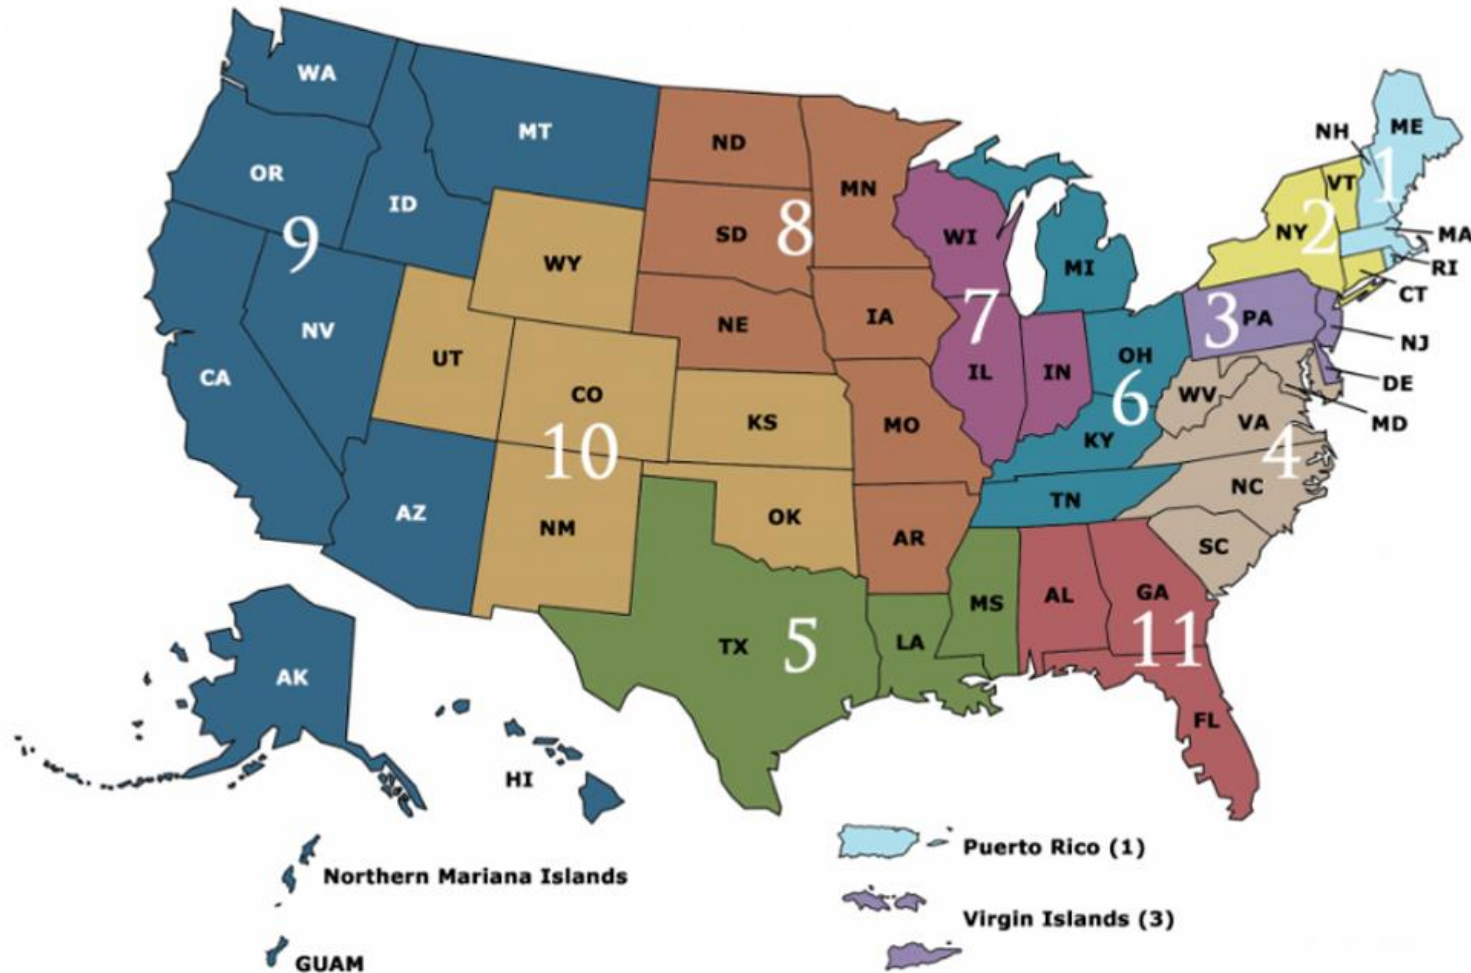 WA
MT
ND
MN
NH
ME
OR
ID
SD
8
WI
VT
1
NY
2
MA
9
WY
MI
RI
CT
NV
UT
NE
IA
7
3
PA
NJ
CA
CO
KS
MO
IL
IN
OH
6
WV
DE
MD
VA
KY
4
10
AZ
NM
OK
AR
TN
NC
SC
MS
AL
GA
TX
5
LA
11
AK
FL
HI
Puerto Rico (1)
Northern Mariana Islands
Virgin Islands (3)
GUAM